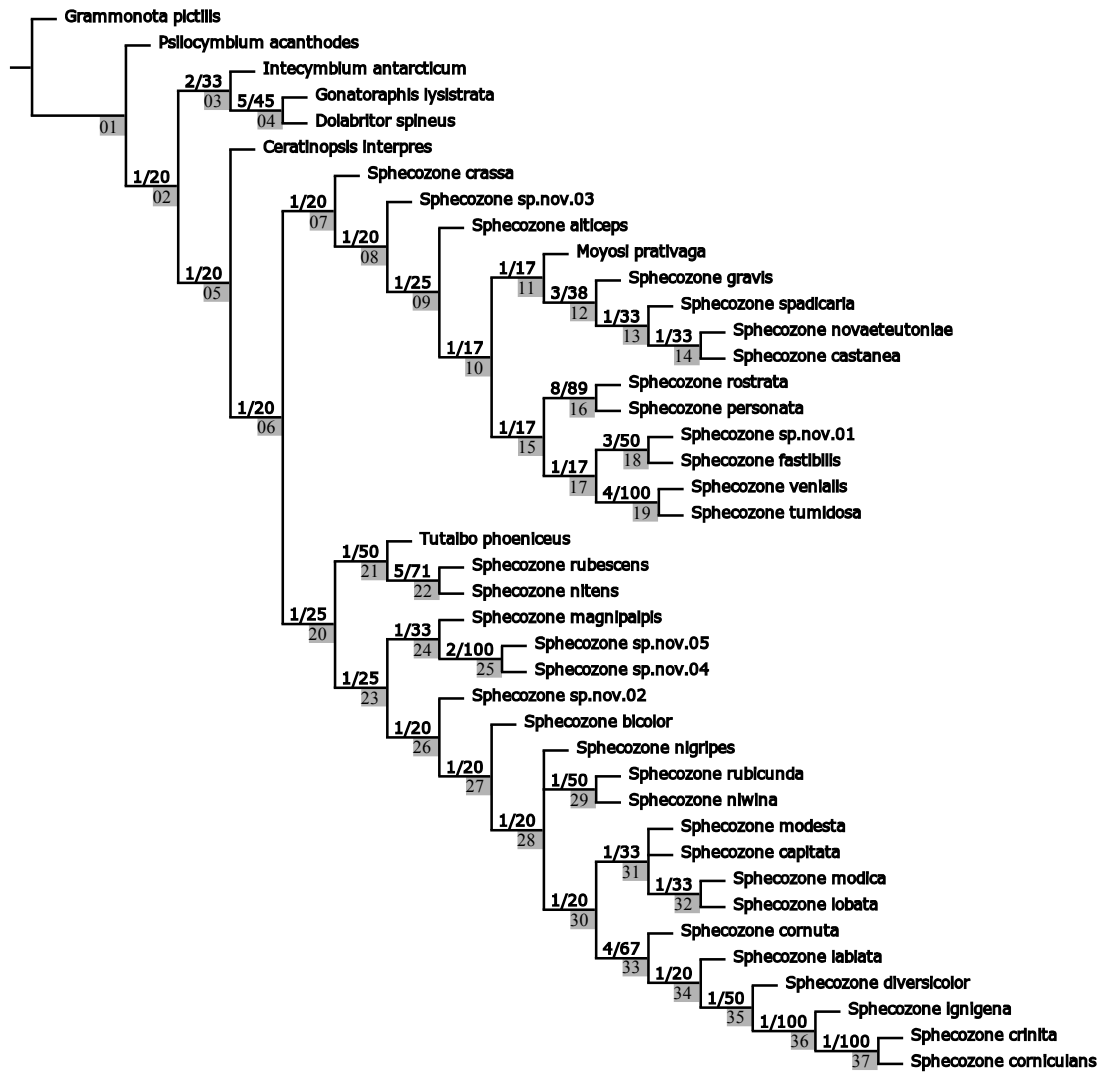 Grammonota pictilis
Psilocymbium acanthodes
Intecymbium antarcticum
2/33
03
5/45
Gonatoraphis lysistrata
04
Dolabritor spineus
01
Ceratinopsis interpres
1/20
02
Sphecozone crassa
1/20
07
Sphecozone sp.nov.03
1/20
08
Sphecozone alticeps
1/20
05
1/25
09
Moyosi prativaga
1/17
11
Sphecozone gravis
3/38
12
Sphecozone spadicaria
1/33
13
Sphecozone novaeteutoniae
1/33
14
Sphecozone castanea
1/17
10
Sphecozone rostrata
8/89
16
Sphecozone personata
1/20
06
1/17
15
Sphecozone sp.nov.01
3/50
18
Sphecozone fastibilis
1/17
17
Sphecozone venialis
4/100
19
Sphecozone tumidosa
Tutaibo phoeniceus
1/50
21
Sphecozone rubescens
5/71
22
Sphecozone nitens
1/25
20
Sphecozone magnipalpis
1/33
24
Sphecozone sp.nov.05
2/100
25
Sphecozone sp.nov.04
1/25
23
Sphecozone sp.nov.02
1/20
26
Sphecozone bicolor
1/20
27
Sphecozone nigripes
Sphecozone rubicunda
1/50
29
Sphecozone niwina
1/20
28
Sphecozone modesta
1/33
31
Sphecozone capitata
Sphecozone modica
1/33
32
Sphecozone lobata
1/20
30
Sphecozone cornuta
4/67
33
Sphecozone labiata
1/20
34
Sphecozone diversicolor
1/50
35
Sphecozone ignigena
1/100
36
Sphecozone crinita
1/100
37
Sphecozone corniculans